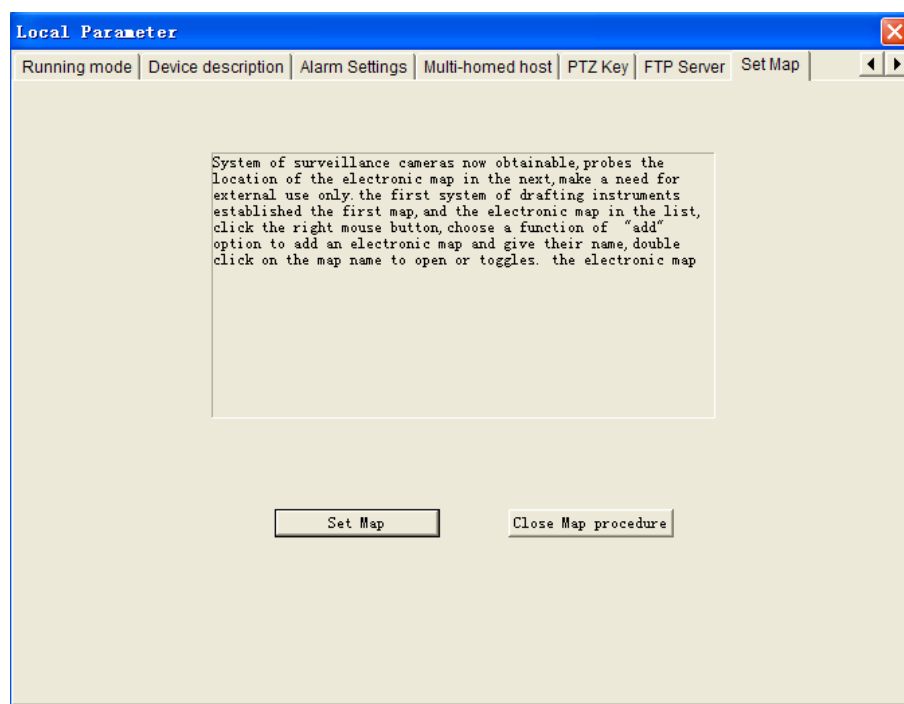 Local Parameter
Running mode Device description Alarm Settings Multi-homed host PTZ Key FTP Server Set Map
System of surveillance cameras now obtainable,probes the
location of the electronic map in the next,make a need for
external use only.the first system of drafting instruments
established the first map,and the electronic map in the list,
click the right mouse button,choose a function of "add"
option to add an electronic map and give their name,double
click on the map name to open or toggles. the electronic map
Set Map Close Map procedure